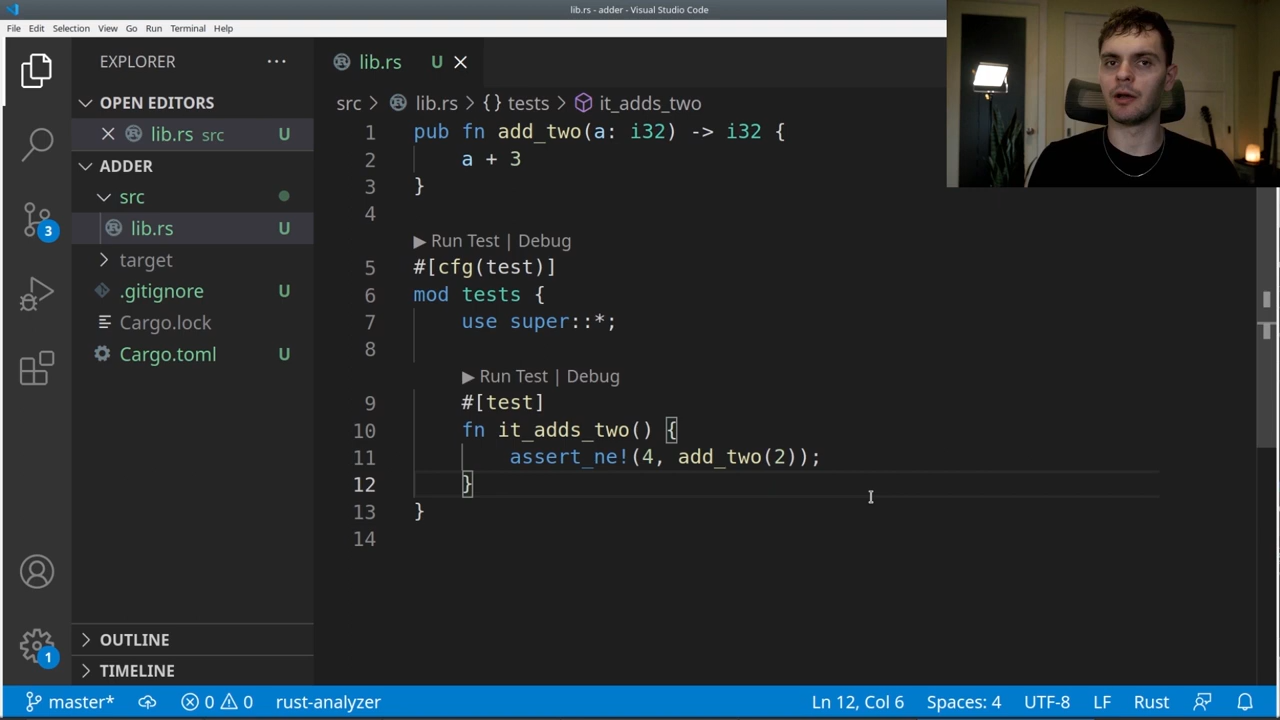 lib.rs - adder - Visual Studio Code
File Edit Selection View Go Run Terminal Help
EXPLORER
OPEN EDITORS
lib.rs src U
ADDER
src
lib.rs U
target
.gitignore U
Cargo.lock
Cargo.toml U
OUTLINE
TIMELINE
3
1
lib.rs U
src > lib.rs > {} tests > it_adds_two
1 pub fn add_two(a: i32) -> i32 {
2 a + 3
3 }
4
▶ Run Test | Debug
5 #[cfg(test)]
6 mod tests {
7 use super::*;
8
▶ Run Test | Debug
9 #[test]
10 fn it_adds_two() {
11 assert_ne!(4, add_two(2));
12 }
13 }
14
master* 0 0 rust-analyzer Ln 12, Col 6 Spaces: 4 UTF-8 LF Rust